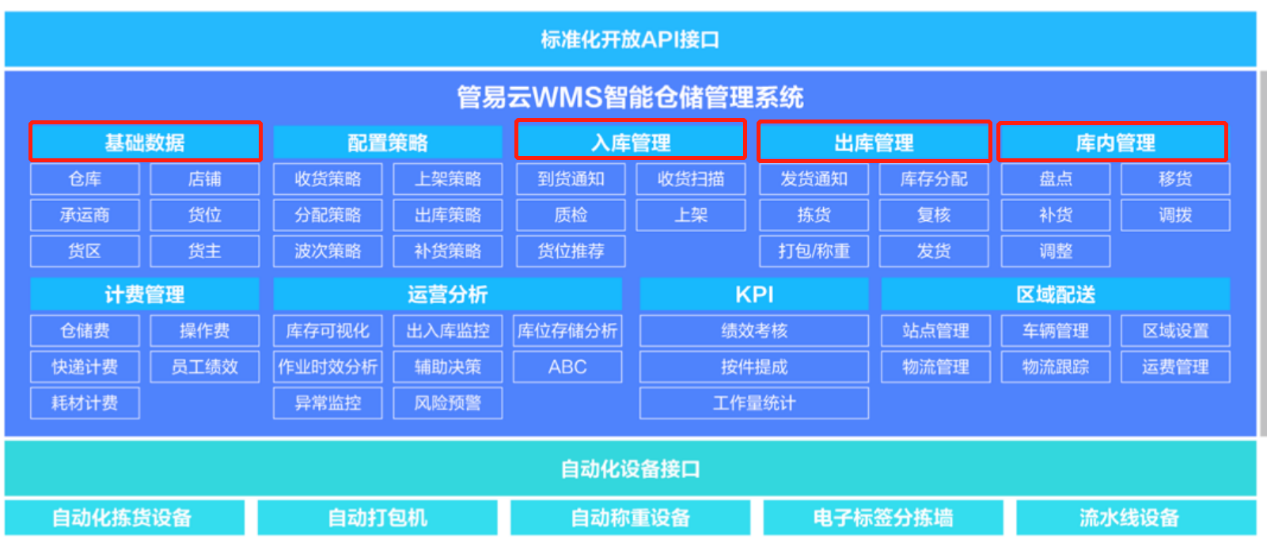 标准化开放API接口
管易云WMS智能仓储管理系统
基础数据 配置策略 入库管理 出库管理 库内管理
仓库 店铺 收货策略 上架策略 到货通知 收货扫描 发货通知 库存分配 盘点 移货
承运商 货位 分配策略 出库策略 质检 上架 拣货 复核 补货 调拨
货区 货主 波次策略 补货策略 货位推荐 打包/称重 发货 调整
计费管理 运营分析 KPI 区域配送
仓储费 操作费 库存可视化 出入库监控 库位存储分析 绩效考核 站点管理 车辆管理 区域设置
快递计费 员工绩效 作业时效分析 辅助决策 ABC 按件提成 物流管理 物流跟踪 运费管理
耗材计费 异常监控 风险预警 工作量统计
自动化设备接口
自动化拣货设备 自动打包机 自动称重设备 电子标签分拣墙 流水线设备